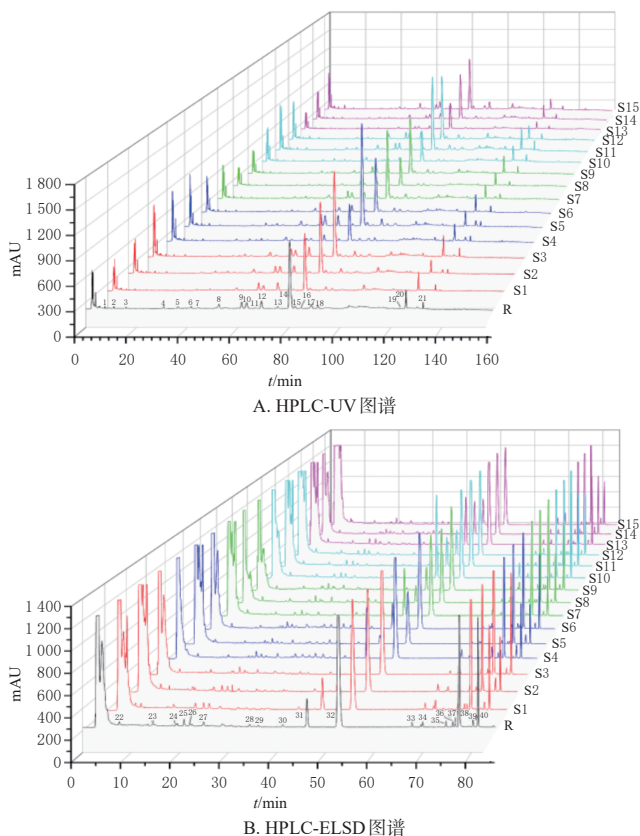 S15
S14
S13
S12
S11
S10
S9
S8
S7
S6
S5
S4
S3
S2
S1
R
1 800
1 500
1 200
900
600
300
0
mAU
1 2 3 4 5 6 7 8 9 10 11 12 13 14 15 16 17 18 19 20 21
0 20 40 60 80 100 120 140 160
t/min
A. HPLC-UV图谱
S15
S14
S13
S12
S11
S10
S9
S8
S7
S6
S5
S4
S3
S2
S1
R
1 400
1 200
1 000
800
600
400
200
0
mAU
22 23 24 25 26 27 28 29 30 31 32 33 34 35 36 37 38 39 40
0 10 20 30 40 50 60 70 80
t/min
B. HPLC-ELSD图谱